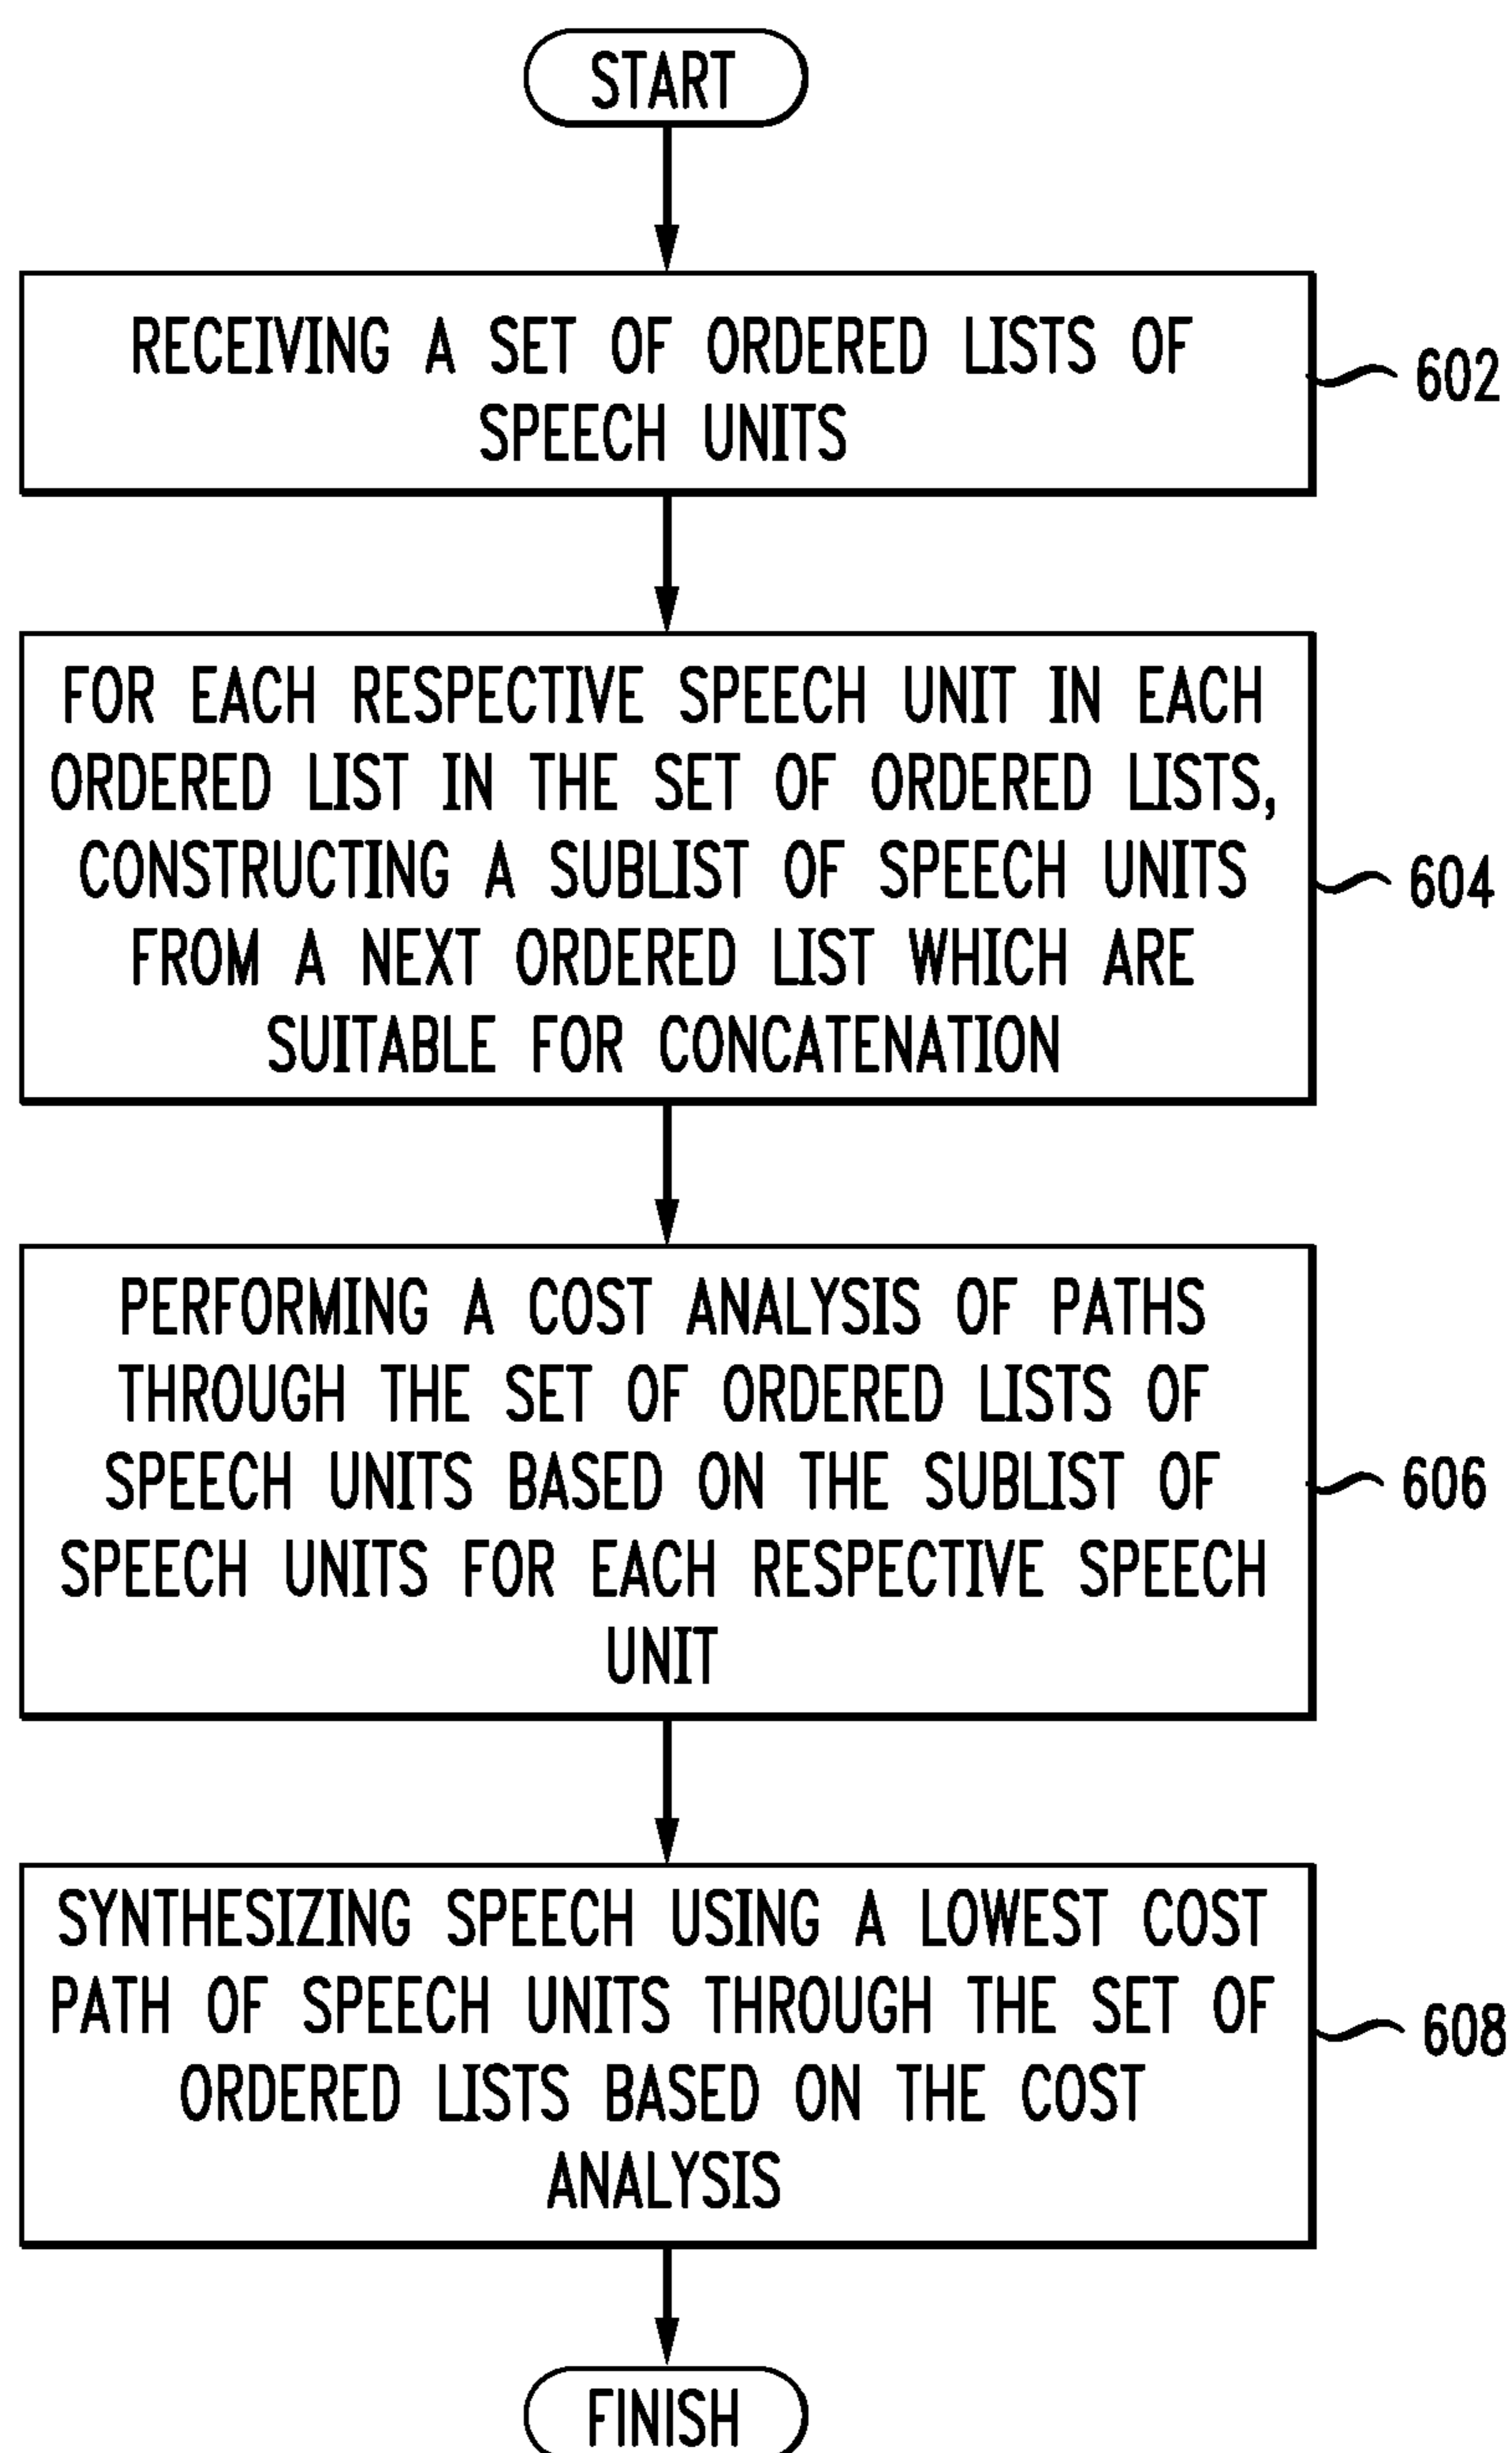 START
RECEIVING A SET OF ORDERED LISTS OF
SPEECH UNITS
602
FOR EACH RESPECTIVE SPEECH UNIT IN EACH
ORDERED LIST IN THE SET OF ORDERED LISTS,
CONSTRUCTING A SUBLIST OF SPEECH UNITS
FROM A NEXT ORDERED LIST WHICH ARE
SUITABLE FOR CONCATENATION
604
PERFORMING A COST ANALYSIS OF PATHS
THROUGH THE SET OF ORDERED LISTS OF
SPEECH UNITS BASED ON THE SUBLIST OF
SPEECH UNITS FOR EACH RESPECTIVE SPEECH
UNIT
606
SYNTHESIZING SPEECH USING A LOWEST COST
PATH OF SPEECH UNITS THROUGH THE SET OF
ORDERED LISTS BASED ON THE COST
ANALYSIS
608
FINISH